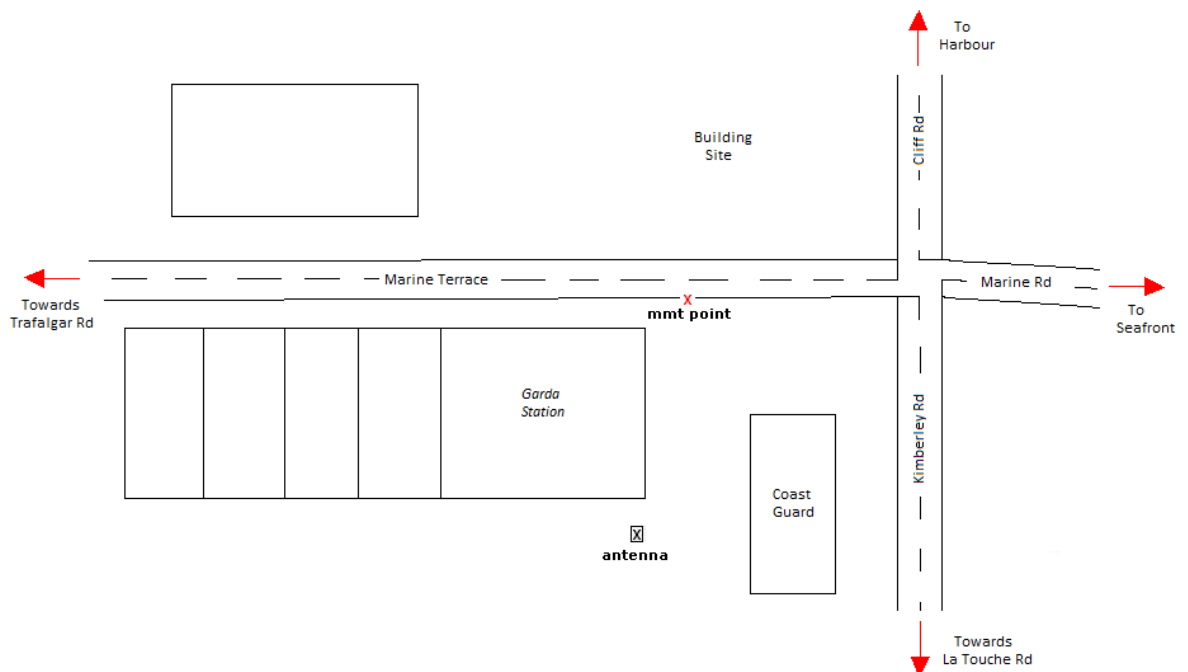 To
Harbour
Building
Site
Cliff Rd
Marine Terrace
Marine Rd
Towards
Trafalgar Rd
X
mmt point
To
Seafront
Garda
Station
Kimberley Rd
Coast
Guard
X
antenna
Towards
La Touche Rd